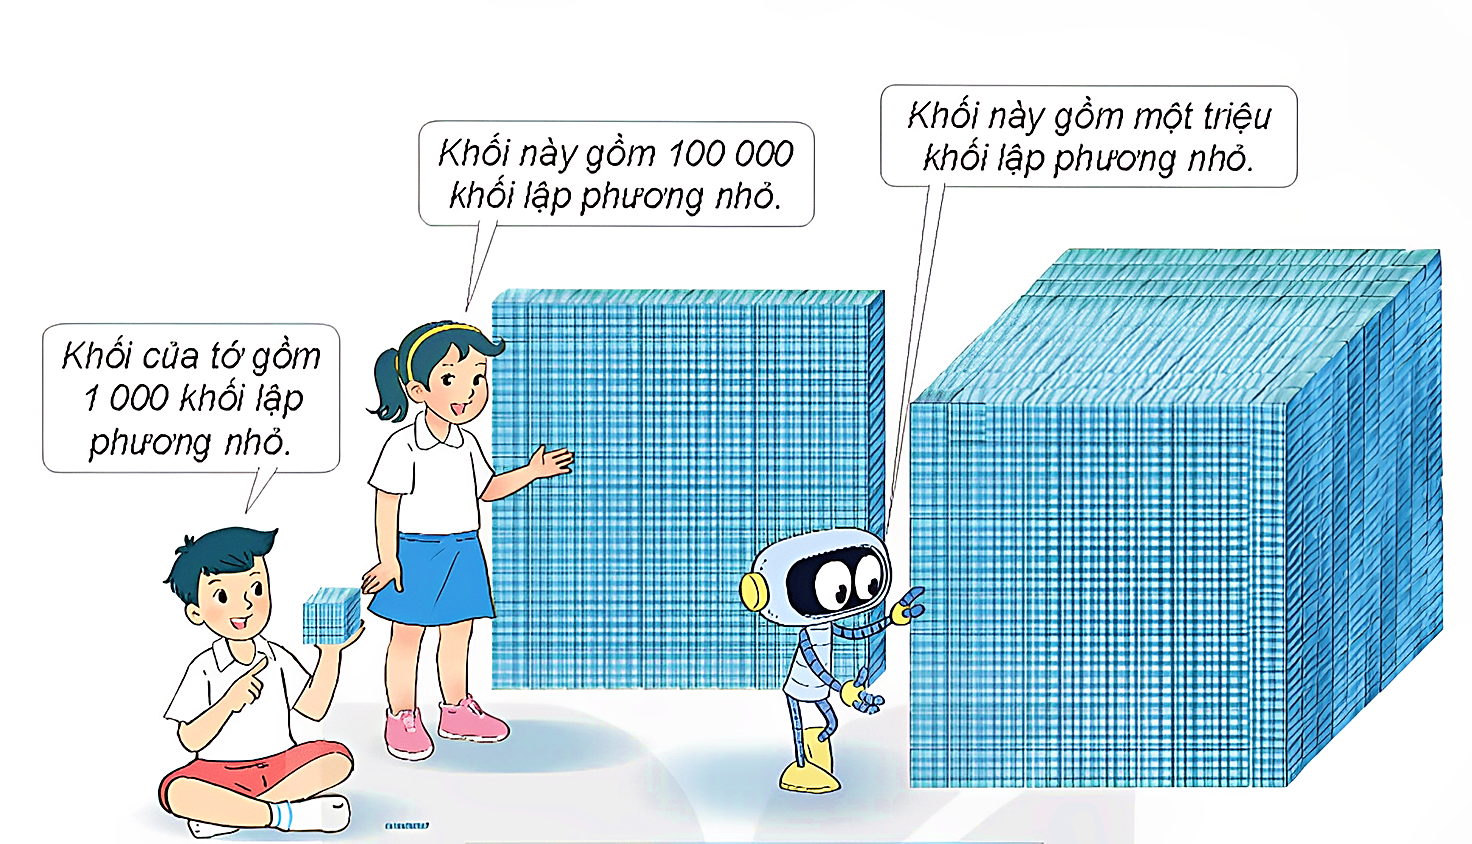 Khối này gồm một triệu
khối lập phương nhỏ.
Khối này gồm 100 000
khối lập phương nhỏ.
Khối của tớ gồm
1 000 khối lập
phương nhỏ.